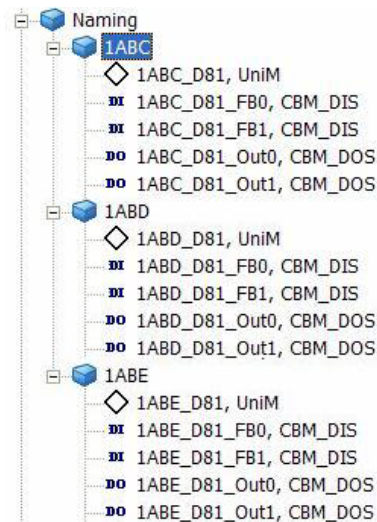 Naming
1ABC
1ABC_D81, UniM
DI 1ABC_D81_FB0, CBM_DIS
DI 1ABC_D81_FB1, CBM_DIS
DO 1ABC_D81_Out0, CBM_DOS
DO 1ABC_D81_Out1, CBM_DOS
1ABD
1ABD_D81, UniM
DI 1ABD_D81_FB0, CBM_DIS
DI 1ABD_D81_FB1, CBM_DIS
DO 1ABD_D81_Out0, CBM_DOS
DO 1ABD_D81_Out1, CBM_DOS
1ABE
1ABE_D81, UniM
DI 1ABE_D81_FB0, CBM_DIS
DI 1ABE_D81_FB1, CBM_DIS
DO 1ABE_D81_Out0, CBM_DOS
DO 1ABE_D81_Out1, CBM_DOS